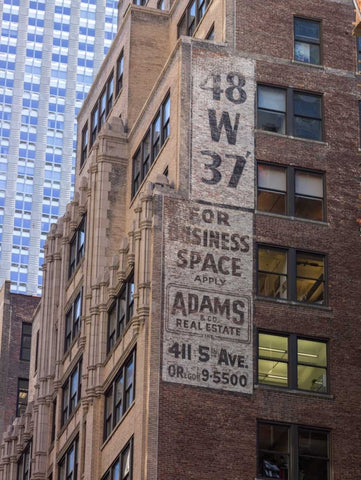 48
W
37
FOR
BUSINESS
SPACE
APPLY
ADAMS
& CO
REAL ESTATE
INC.
411 5TH AVE.
OREGON 9-5500